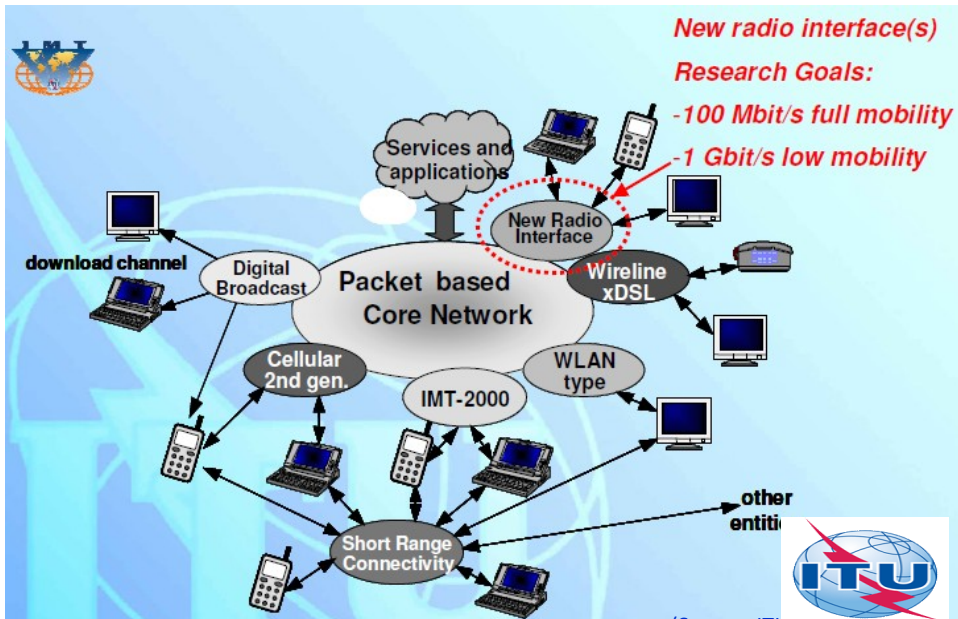 New radio interface(s)
Research Goals:
-100 Mbit/s full mobility
-1 Gbit/s low mobility
IMT
Services and
applications
New Radio
Interface
download channel
Digital
Broadcast
Packet based
Core Network
Wireline
xDSL
Cellular
2nd gen.
IMT-2000
WLAN
type
other
Short Range
Connectivity
ITU
ITU